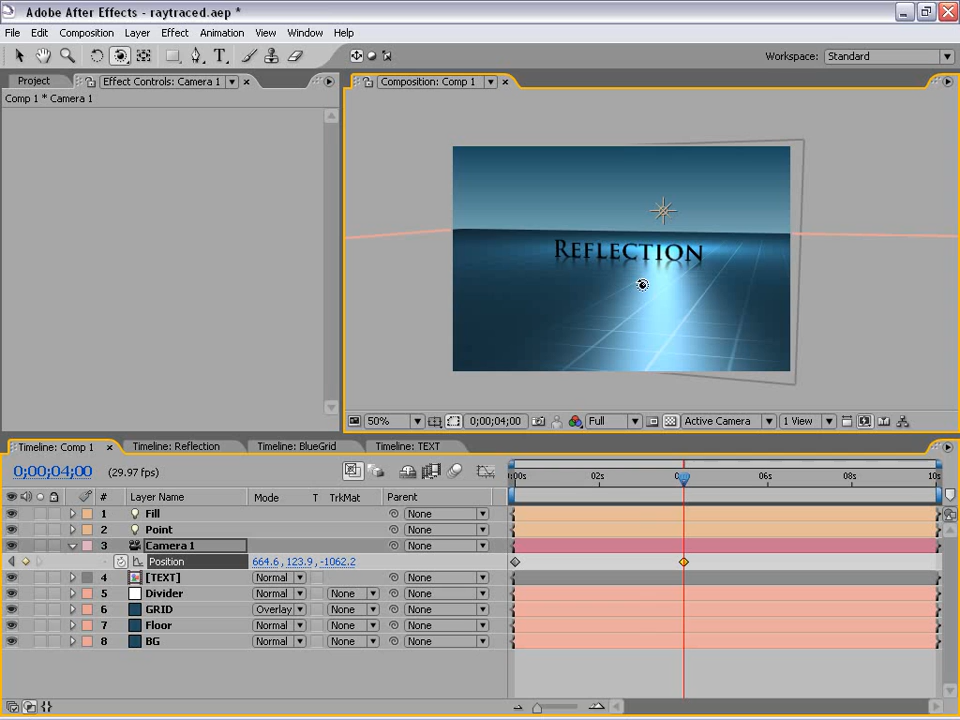 Adobe After Effects - raytraced.aep *
File Edit Composition Layer Effect Animation View Window Help
Workspace: Standard
Project Effect Controls: Camera 1 Composition: Comp 1
Comp 1 * Camera 1
REFLECTION
50% 0;00;04;00 Full Active Camera 1 View
Timeline: Comp 1 Timeline: Reflection Timeline: BlueGrid Timeline: TEXT
0;00;04;00 (29.97 fps)
02s 06s 08s 10s
# Layer Name Mode T TrkMat Parent
1 Fill None
2 Point None
3 Camera 1 None
Position 664.6, 123.9, -1062.2
4 [TEXT] Normal None
5 Divider Normal None None
6 GRID Overlay None None
7 Floor Normal None None
8 BG Normal None None